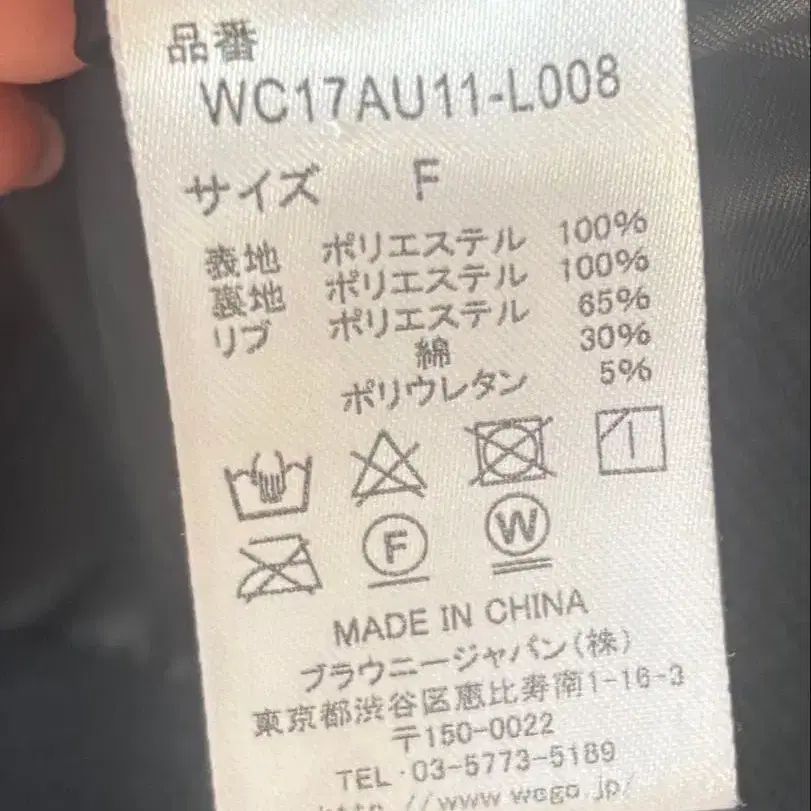 品番
WC17AU11-L008
サイズ F
表地 ポリエステル 100%
裏地 ポリエステル 100%
リブ ポリエステル 65%
綿 30%
ポリウレタン 5%
F W
MADE IN CHINA
ブラウニージャパン(株)
東京都渋谷区恵比寿南1-16-3
〒150-0022
TEL・03-5773-5189
//www.wego.jp/